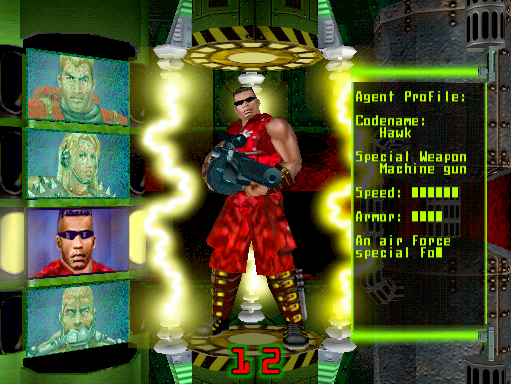 Agent Profile:
Codename:
Hawk
Special Weapon
Machine gun
Speed:
Armor:
An air force
special fo
12